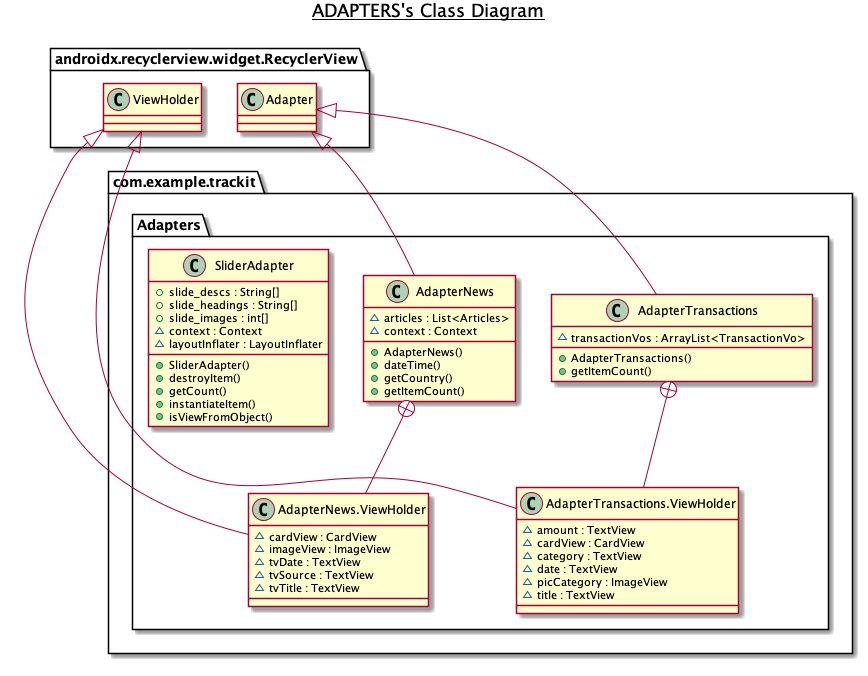 ADAPTERS's Class Diagram
androidx.recyclerview.widget.RecyclerView
C ViewHolder
C Adapter
com.example.trackit
Adapters
C SliderAdapter
slide_descs : String[]
slide_headings : String[]
slide_images : int[]
context : Context
layoutInflater : LayoutInflater
SliderAdapter()
destroyItem()
getCount()
instantiateItem()
isViewFromObject()
C AdapterNews
articles : List<Articles>
context : Context
AdapterNews()
dateTime()
getCountry()
getItemCount()
C AdapterTransactions
transactionVos : ArrayList<TransactionVo>
AdapterTransactions()
getItemCount()
C AdapterNews.ViewHolder
cardView : CardView
imageView : ImageView
tvDate : TextView
tvSource : TextView
tvTitle : TextView
C AdapterTransactions.ViewHolder
amount : TextView
cardView : CardView
category : TextView
date : TextView
picCategory : ImageView
title : TextView